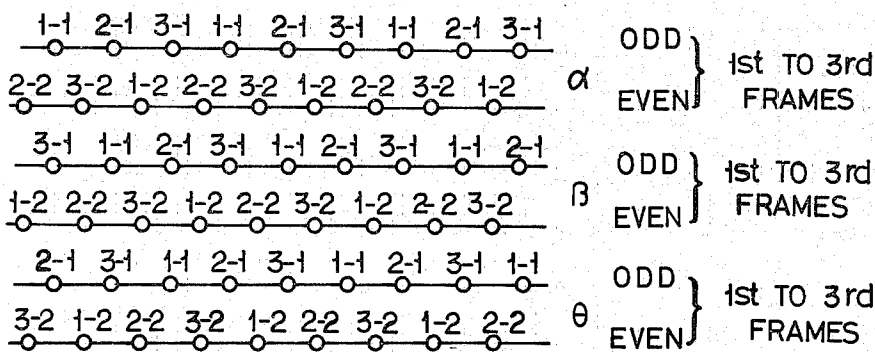 1-1 2-1 3-1 1-1 2-1 3-1 1-1 2-1 3-1 ODD
α 1st TO 3rd
2-2 3-2 1-2 2-2 3-2 1-2 2-2 3-2 1-2 EVEN FRAMES
3-1 1-1 2-1 3-1 1-1 2-1 3-1 1-1 2-1 ODD
β 1st TO 3rd
1-2 2-2 3-2 1-2 2-2 3-2 1-2 2-2 3-2 EVEN FRAMES
2-1 3-1 1-1 2-1 3-1 1-1 2-1 3-1 1-1 ODD
θ 1st TO 3rd
3-2 1-2 2-2 3-2 1-2 2-2 3-2 1-2 2-2 EVEN FRAMES